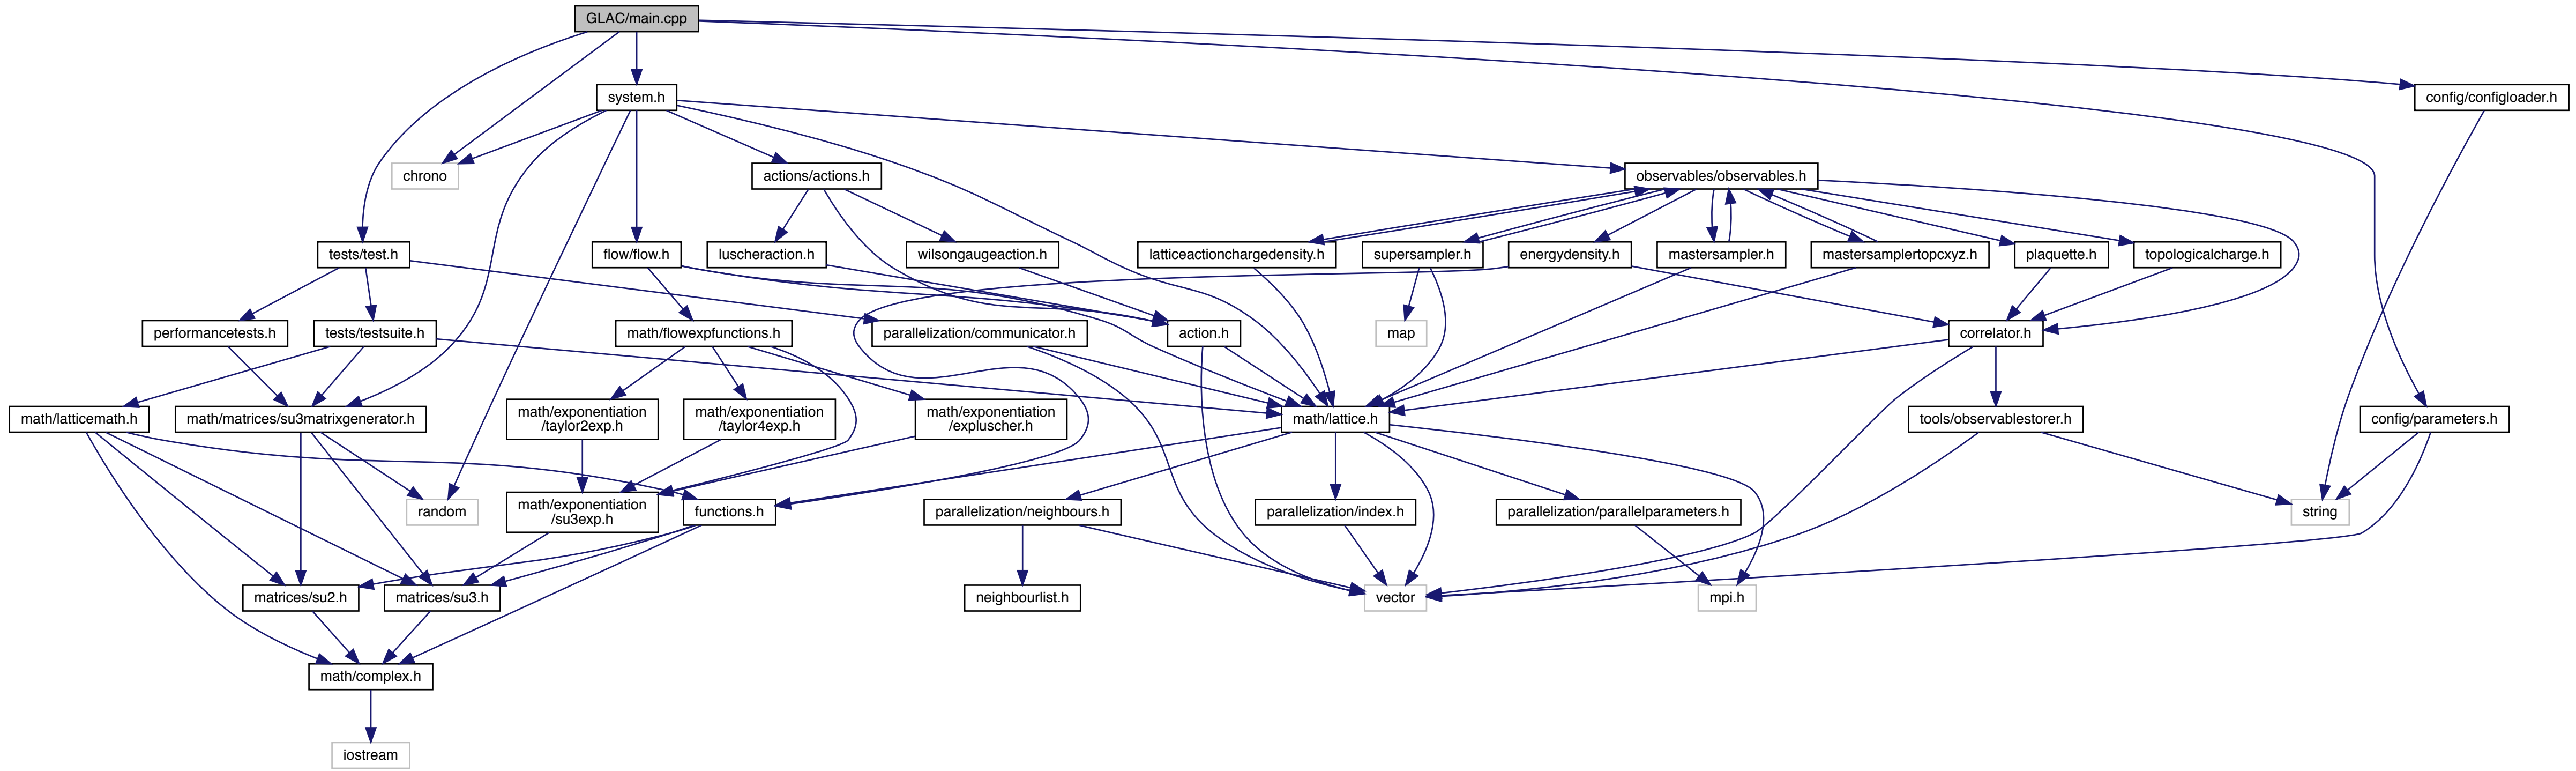 GLAC/main.cpp
system.h
config/configloader.h
chrono
actions/actions.h
observables/observables.h
tests/test.h
flow/flow.h
luscheraction.h
wilsongaugeaction.h
latticeactionchargedensity.h
supersampler.h
energydensity.h
mastersampler.h
mastersamplertopcxyz.h
plaquette.h
topologicalcharge.h
performancetests.h
tests/testsuite.h
math/flowexpfunctions.h
parallelization/communicator.h
action.h
map
correlator.h
math/latticemath.h
math/matrices/su3matrixgenerator.h
math/exponentiation
/taylor2exp.h
math/exponentiation
/taylor4exp.h
math/exponentiation
/expluscher.h
math/lattice.h
tools/observablestorer.h
config/parameters.h
random
math/exponentiation
/su3exp.h
functions.h
parallelization/neighbours.h
parallelization/index.h
parallelization/parallelparameters.h
string
matrices/su2.h
matrices/su3.h
neighbourlist.h
vector
mpi.h
math/complex.h
iostream